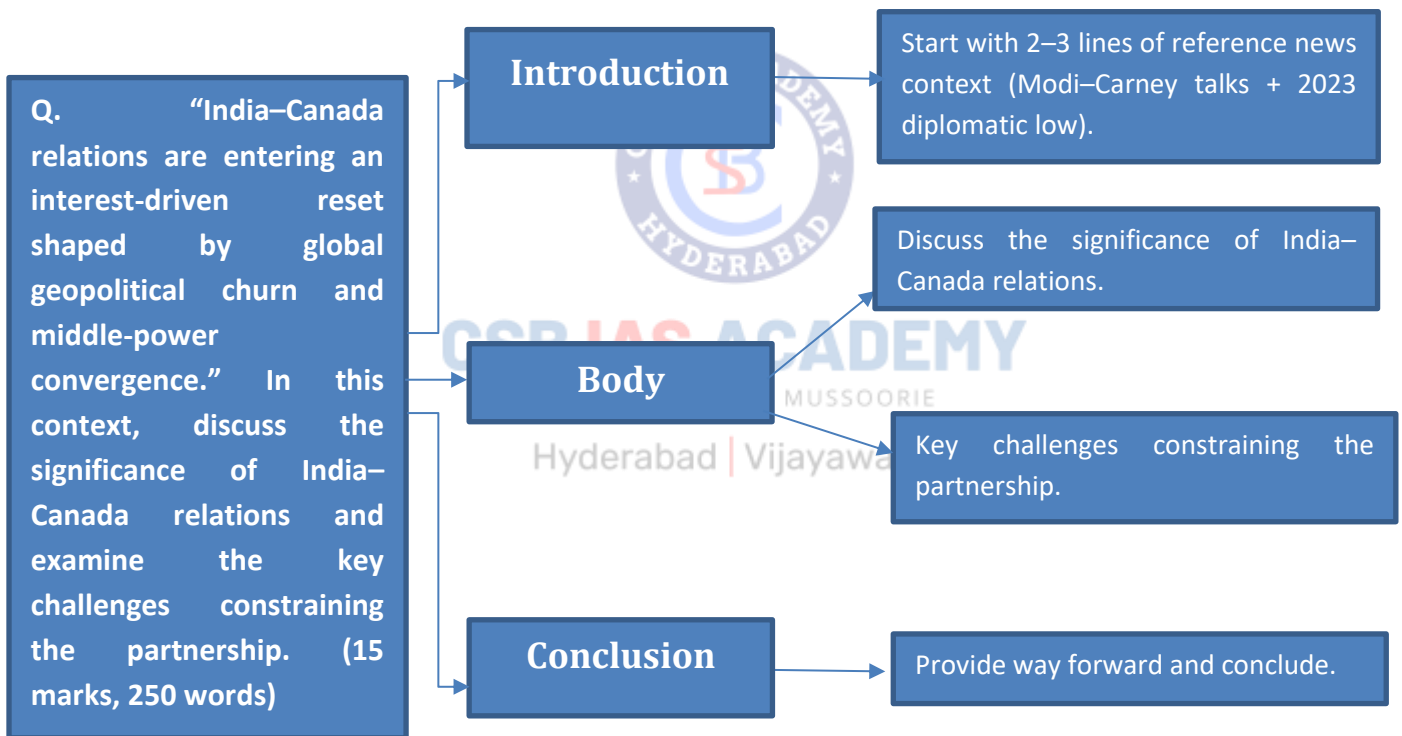 Q. “India–Canada
relations are entering an
interest-driven reset
shaped by global
geopolitical churn and
middle-power
convergence.” In this
context, discuss the
significance of India–
Canada relations and
examine the key
challenges constraining
the partnership. (15
marks, 250 words)
Introduction
Start with 2–3 lines of reference news
context (Modi–Carney talks + 2023
diplomatic low).
Body
Discuss the significance of India–
Canada relations.
Key challenges constraining the
partnership.
Conclusion
Provide way forward and conclude.
HYDERABAD
CSB IAS ACADEMY
MUSSOORIE
Hyderabad |